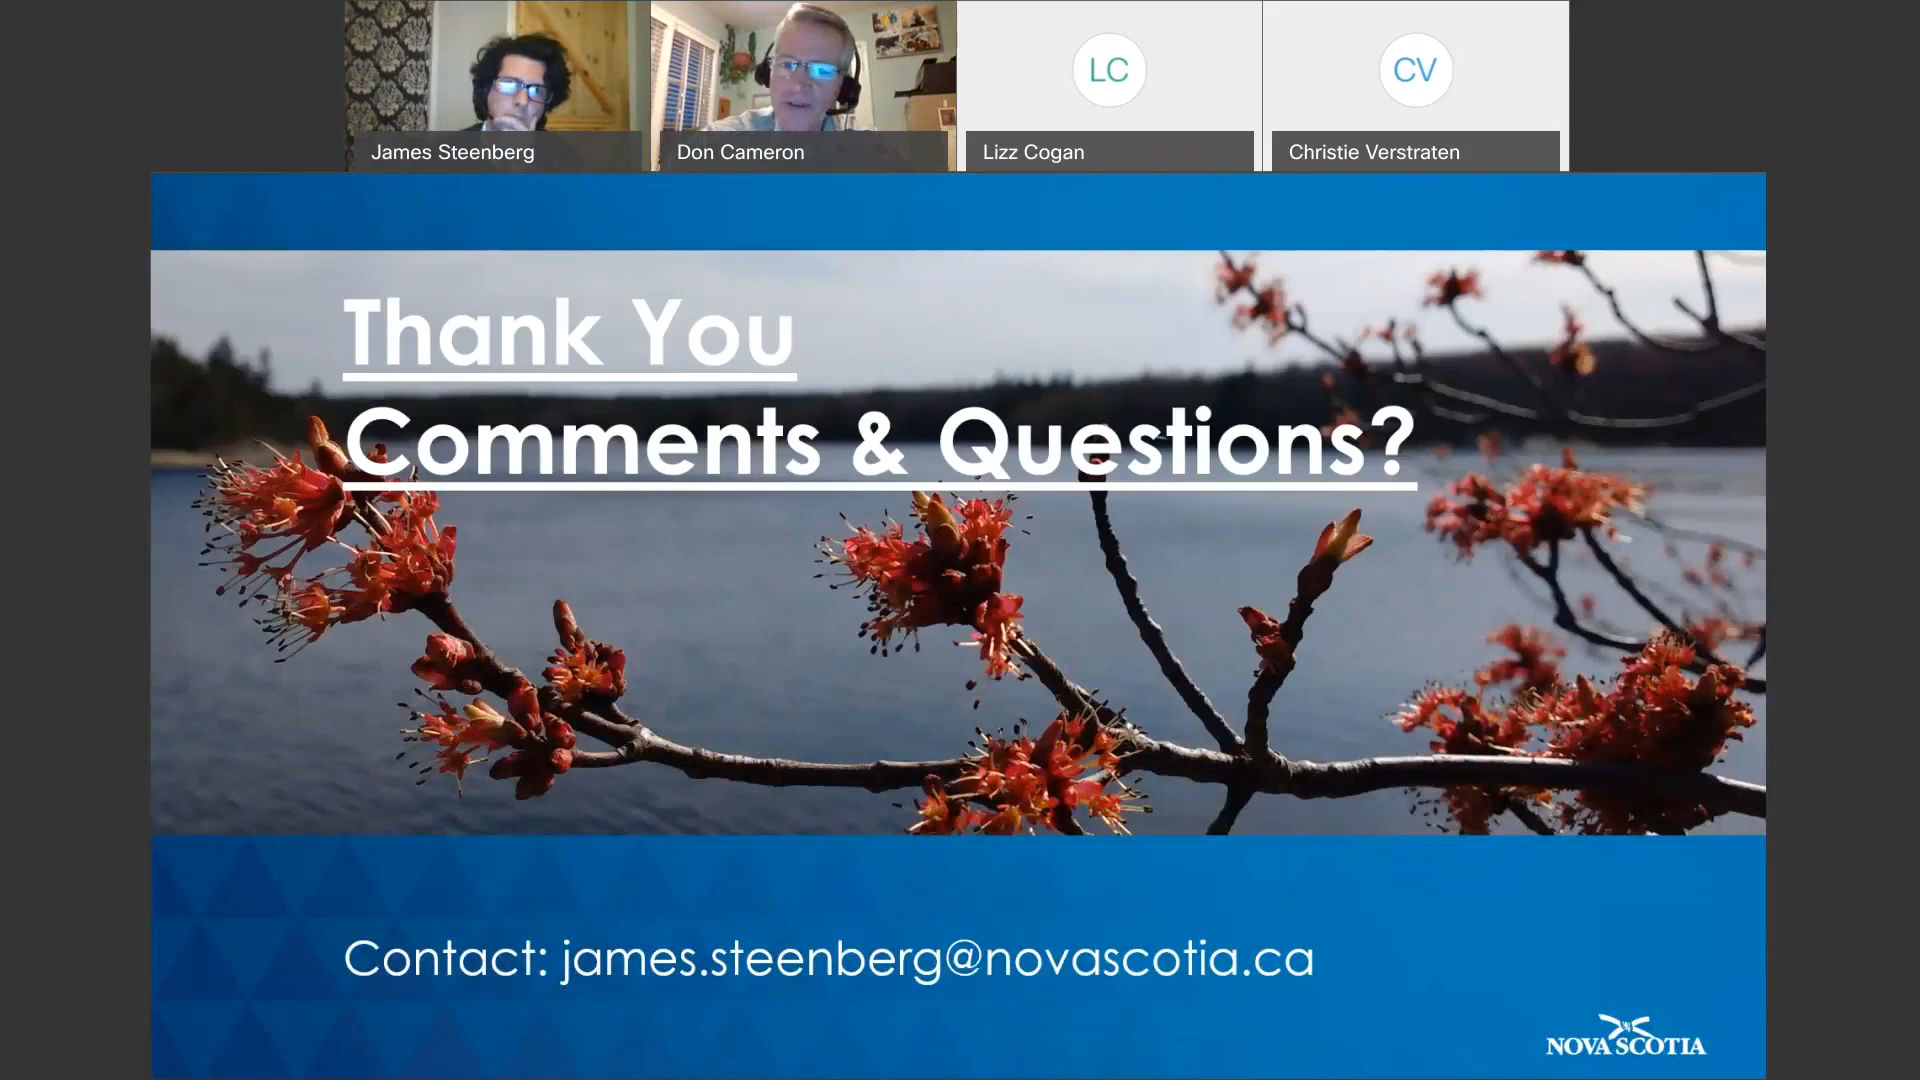 LC
CV
James Steenberg
Don Cameron
Lizz Cogan
Christie Verstraten
Thank You
Comments & Questions?
Contact: james.steenberg@novascotia.ca
NOVA SCOTIA